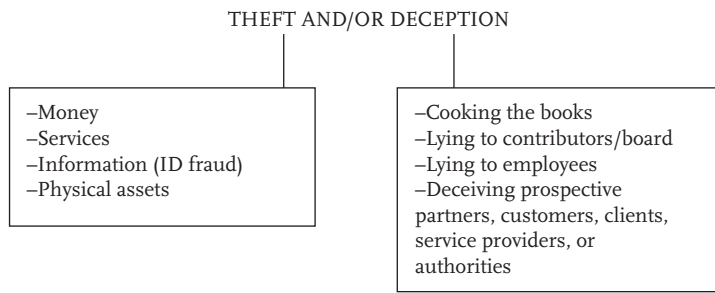 THEFT AND/OR DECEPTION
–Money
–Services
–Information (ID fraud)
–Physical assets
–Cooking the books
–Lying to contributors/board
–Lying to employees
–Deceiving prospective
partners, customers, clients,
service providers, or
authorities